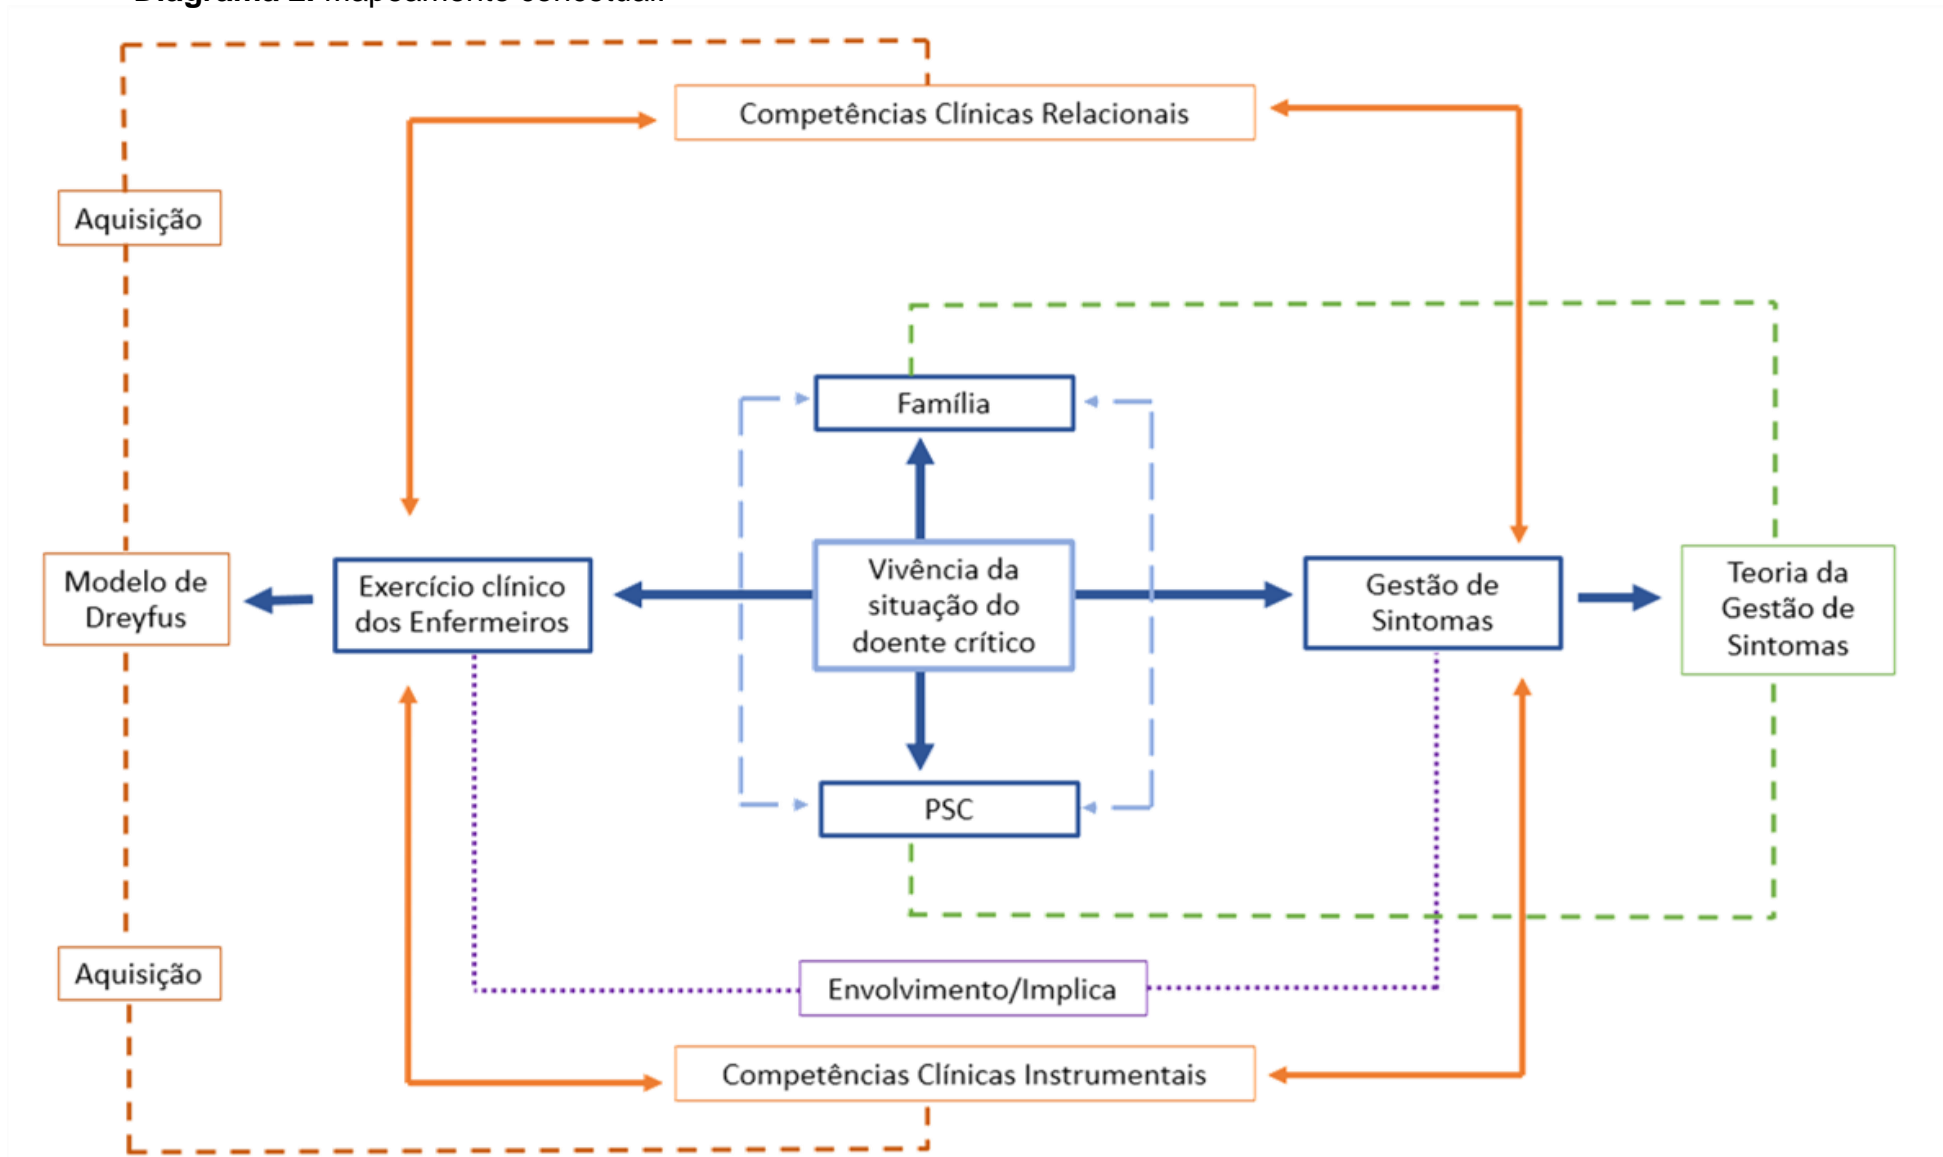 Competências Clínicas Relacionais
Aquisição
Família
Modelo de
Dreyfus
Exercício clínico
dos Enfermeiros
Vivência da
situação do
doente crítico
Gestão de
Sintomas
Teoria da
Gestão de
Sintomas
PSC
Aquisição
Envolvimento/Implica
Competências Clínicas Instrumentais